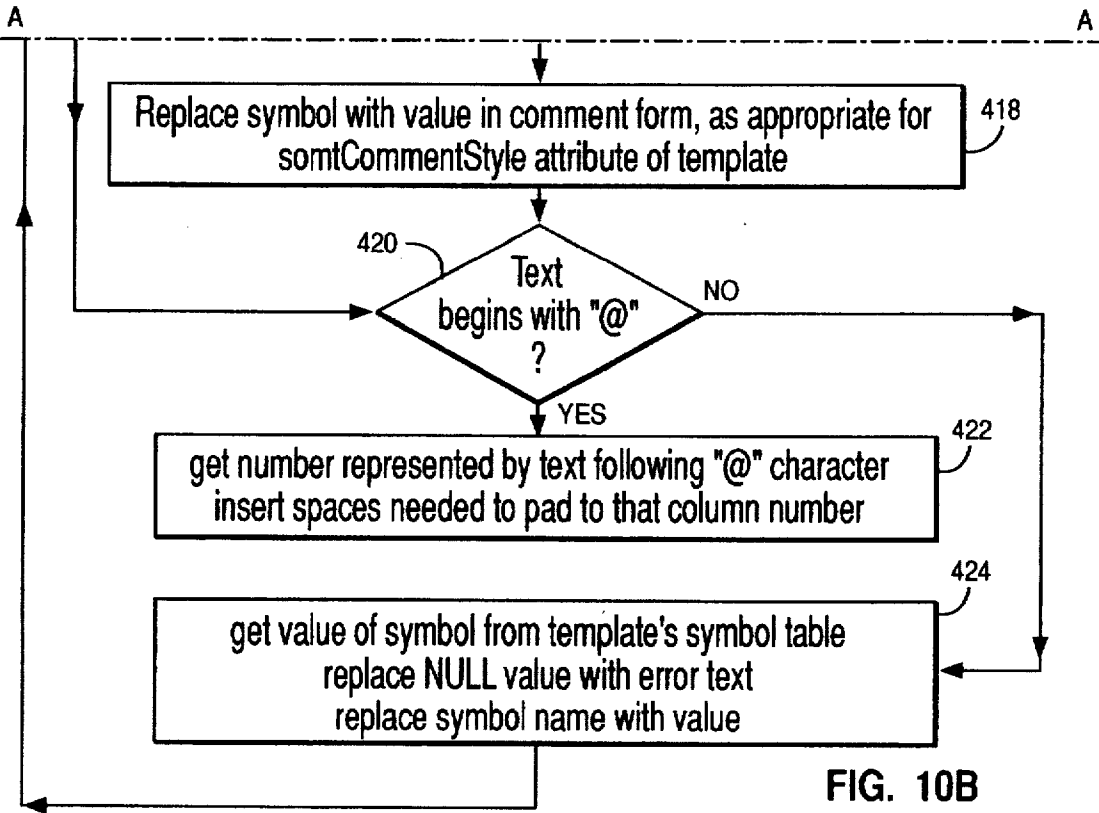 A A
Replace symbol with value in comment form, as appropriate for
somtCommentStyle attribute of template
418
420
Text
begins with "@"
?
NO
YES
422
get number represented by text following "@" character
insert spaces needed to pad to that column number
424
get value of symbol from template's symbol table
replace NULL value with error text
replace symbol name with value
FIG. 10B